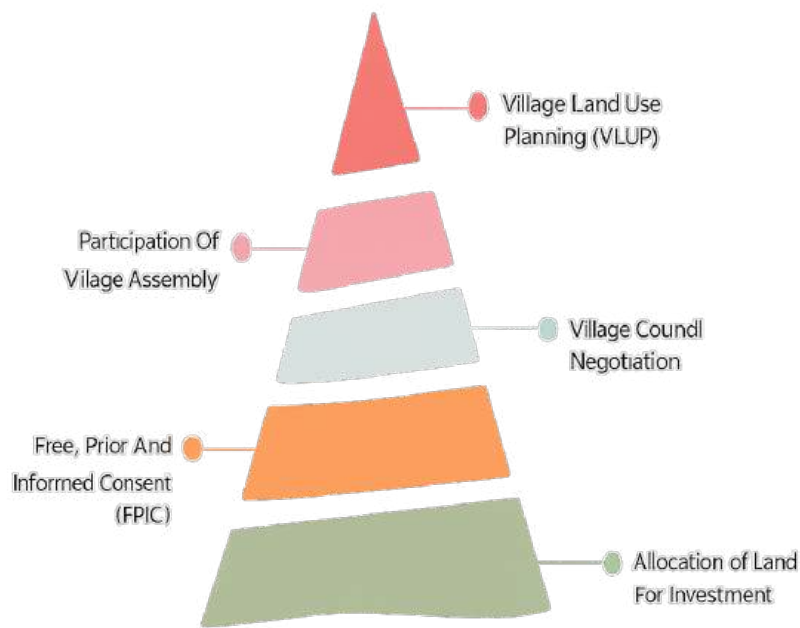 Village Land Use
Planning (VLUP)
Participation Of
Vilage Assembly
Village Coundl
Negotiation
Free, Prior And
Informned Consent
(FPIC)
Allocation of Land
For Investment